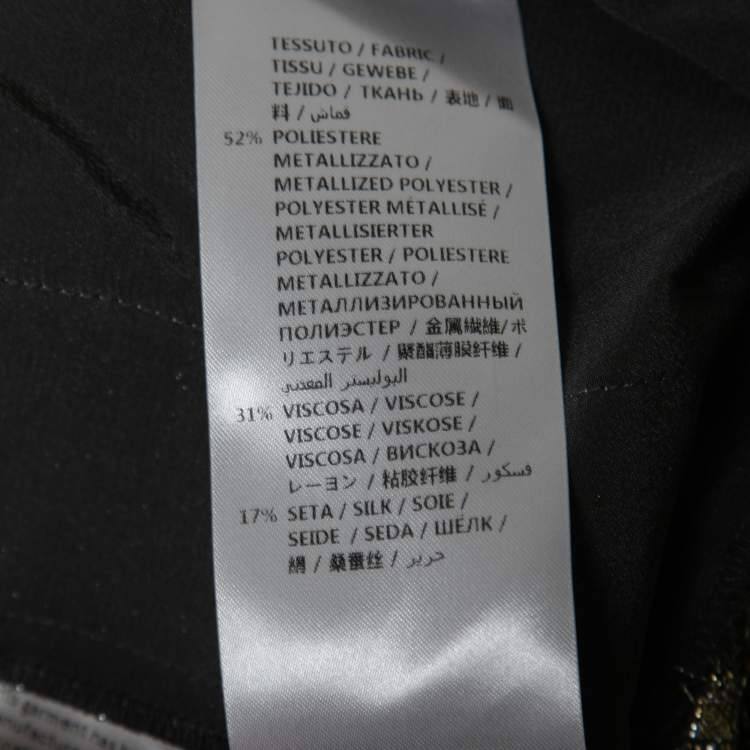 TESSUTO / FABRIC /
TISSU / GEWEBE /
TEJIDO / ТКАНЬ / 表地 / 面
料 / قماش
52% POLIESTERE
METALLIZZATO /
METALLIZED POLYESTER /
POLYESTER MÉTALLISÉ /
METALLISIERTER
POLYESTER / POLIESTERE
METALLIZZATO /
МЕТАЛЛИЗИРОВАННЫЙ
ПОЛИЭСТЕР / 金属繊維/ポ
リエステル / 聚酯薄膜纤维 /
البوليستر المعدني
31% VISCOSA / VISCOSE /
VISCOSE / VISKOSE /
VISCOSA / ВИСКОЗА /
レーヨン / 粘胶纤维 / فسكور
17% SETA / SILK / SOIE /
SEIDE / SEDA / ШЁЛК /
絹 / 桑蚕丝 / حرير
garment has